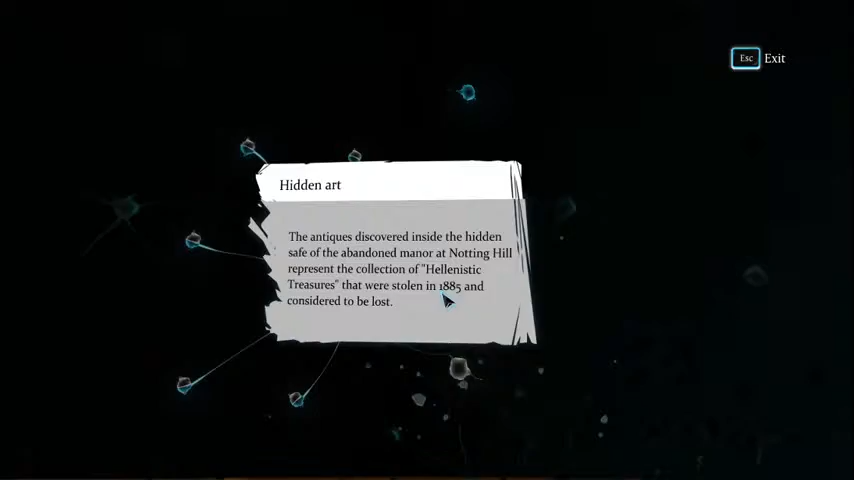 Esc Exit
Hidden art
The antiques discovered inside the hidden
safe of the abandoned manor at Notting Hill
represent the collection of "Hellenistic
Treasures" that were stolen in 1885 and
considered to be lost.